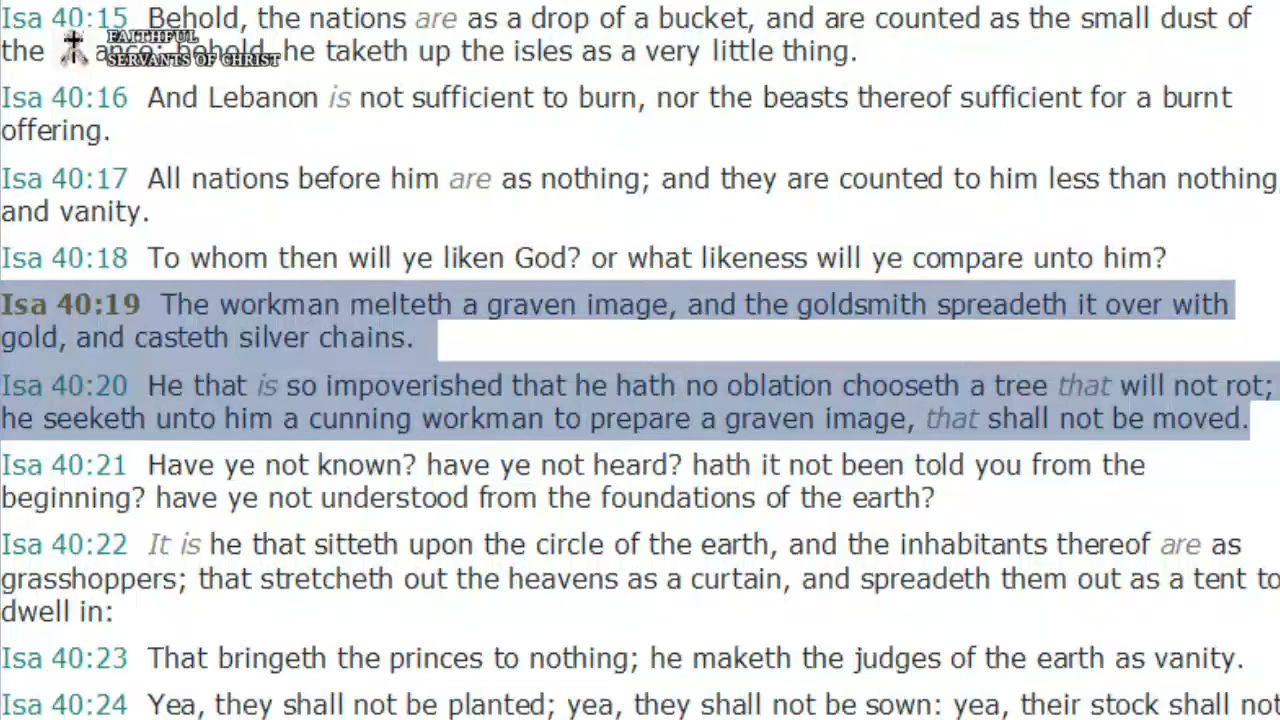 Isa 40:15 Behold, the nations are as a drop of a bucket, and are counted as the small dust of
the ance: behold, he taketh up the isles as a very little thing.
FAITHFUL
SERVANTS OF CHRIST
Isa 40:16 And Lebanon is not sufficient to burn, nor the beasts thereof sufficient for a burnt
offering.
Isa 40:17 All nations before him are as nothing; and they are counted to him less than nothing,
and vanity.
Isa 40:18 To whom then will ye liken God? or what likeness will ye compare unto him?
Isa 40:19 The workman melteth a graven image, and the goldsmith spreadeth it over with
gold, and casteth silver chains.
Isa 40:20 He that is so impoverished that he hath no oblation chooseth a tree that will not rot;
he seeketh unto him a cunning workman to prepare a graven image, that shall not be moved.
Isa 40:21 Have ye not known? have ye not heard? hath it not been told you from the
beginning? have ye not understood from the foundations of the earth?
Isa 40:22 It is he that sitteth upon the circle of the earth, and the inhabitants thereof are as
grasshoppers; that stretcheth out the heavens as a curtain, and spreadeth them out as a tent to
dwell in:
Isa 40:23 That bringeth the princes to nothing; he maketh the judges of the earth as vanity.
Isa 40:24 Yea, they shall not be planted; yea, they shall not be sown: yea, their stock shall not